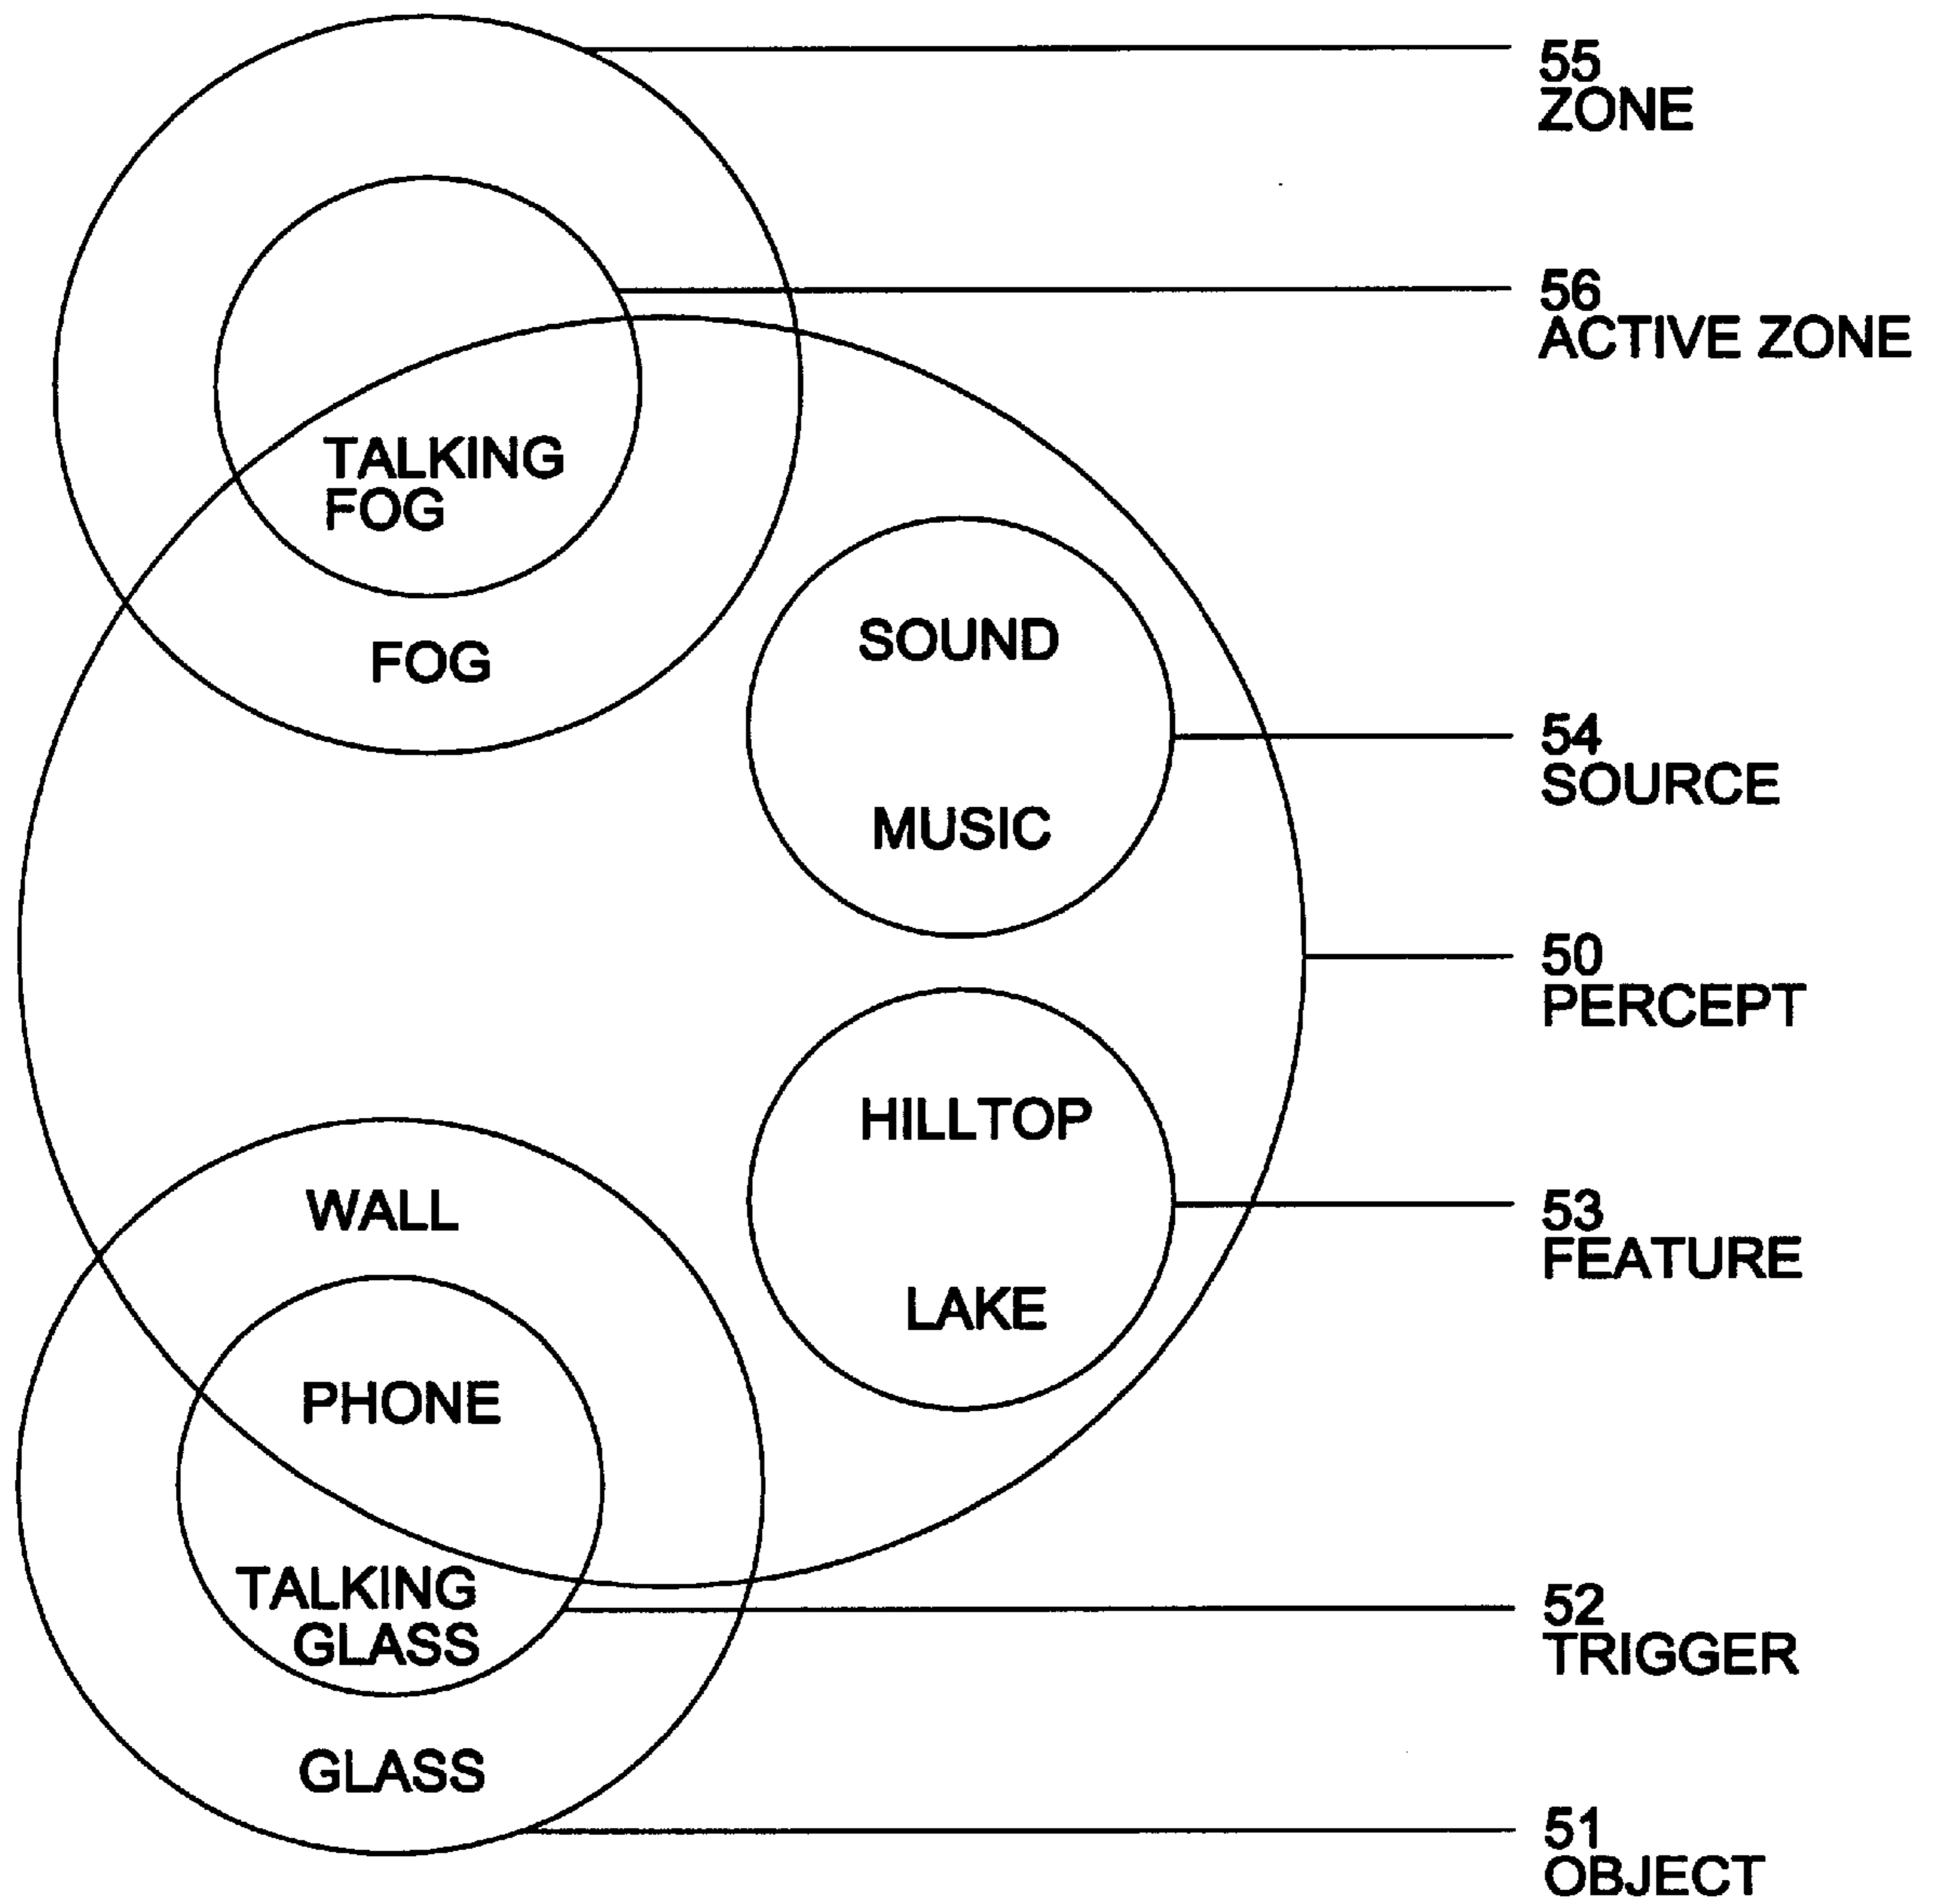 55
ZONE
56
ACTIVE ZONE
TALKING
FOG
FOG
SOUND
MUSIC
54
SOURCE
50
PERCEPT
HILLTOP
LAKE
53
FEATURE
WALL
PHONE
TALKING
GLASS
GLASS
52
TRIGGER
51
OBJECT